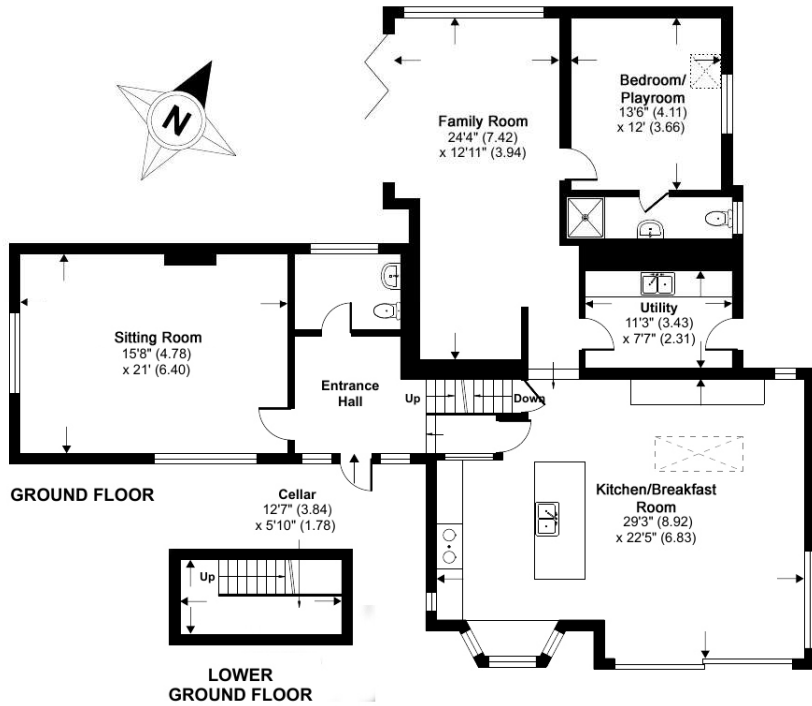 N
Family Room
24'4" (7.42)
x 12'11" (3.94)
Bedroom/
Playroom
13'6" (4.11)
x 12' (3.66)
Sitting Room
15'8" (4.78)
x 21' (6.40)
Utility
11'3" (3.43)
x 7'7" (2.31)
Entrance
Hall
Up
Down
GROUND FLOOR
Cellar
12'7" (3.84)
x 5'10" (1.78)
Kitchen/Breakfast
Room
29'3" (8.92)
x 22'5" (6.83)
Up
LOWER
GROUND FLOOR